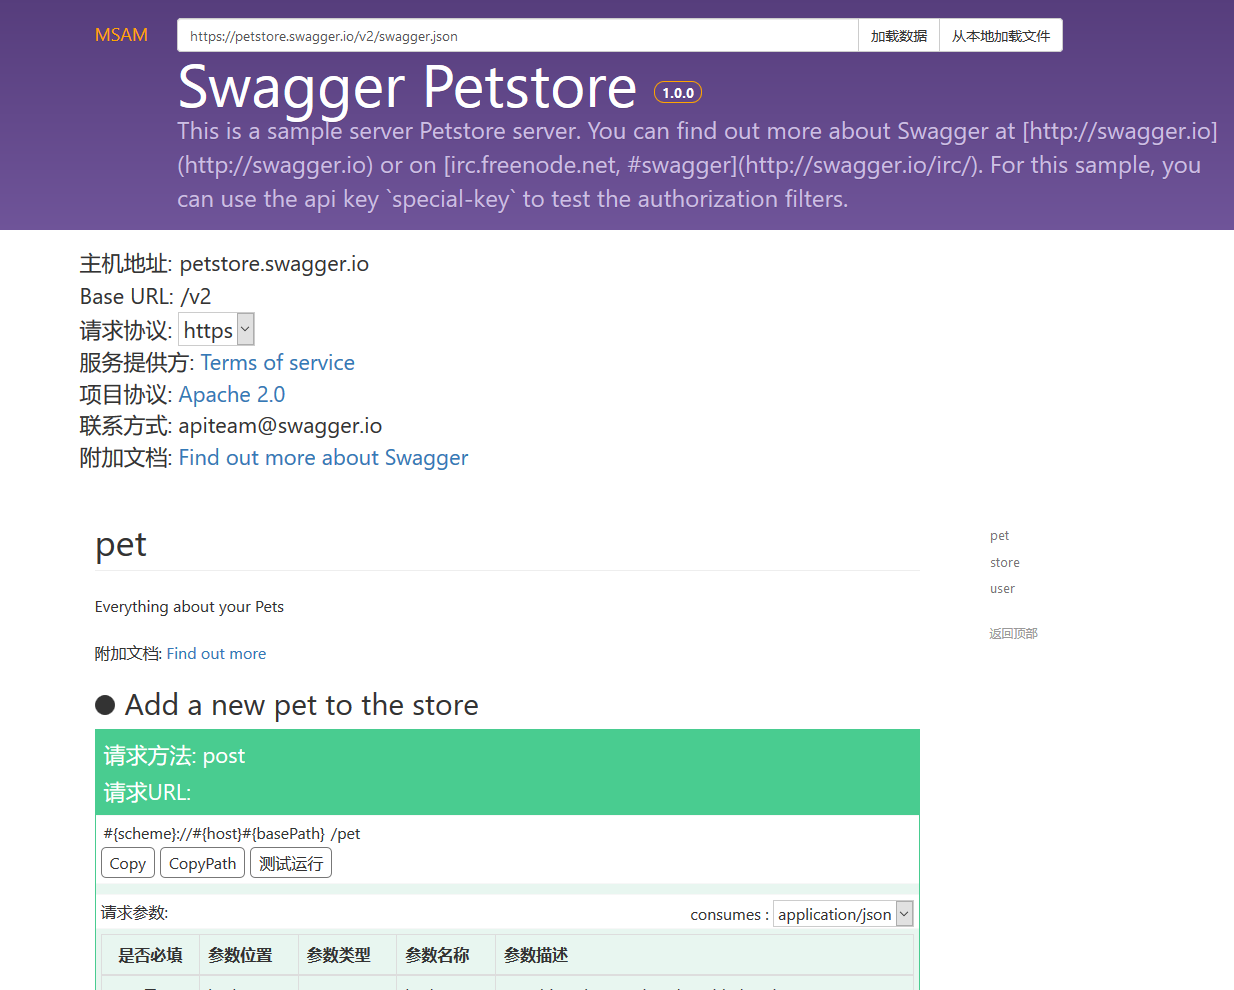 MSAM
https://petstore.swagger.io/v2/swagger.json
加载数据
从本地加载文件
Swagger Petstore 1.0.0
This is a sample server Petstore server. You can find out more about Swagger at [http://swagger.io]
(http://swagger.io) or on [irc.freenode.net, #swagger](http://swagger.io/irc/). For this sample, you
can use the api key `special-key` to test the authorization filters.
主机地址: petstore.swagger.io
Base URL: /v2
请求协议: https
服务提供方: Terms of service
项目协议: Apache 2.0
联系方式: apiteam@swagger.io
附加文档: Find out more about Swagger
pet
Everything about your Pets
附加文档: Find out more
pet
store
user
返回顶部
Add a new pet to the store
请求方法: post
请求URL:
#{scheme}://#{host}#{basePath} /pet
Copy CopyPath 测试运行
请求参数: consumes : application/json
是否必填 参数位置 参数类型 参数名称 参数描述